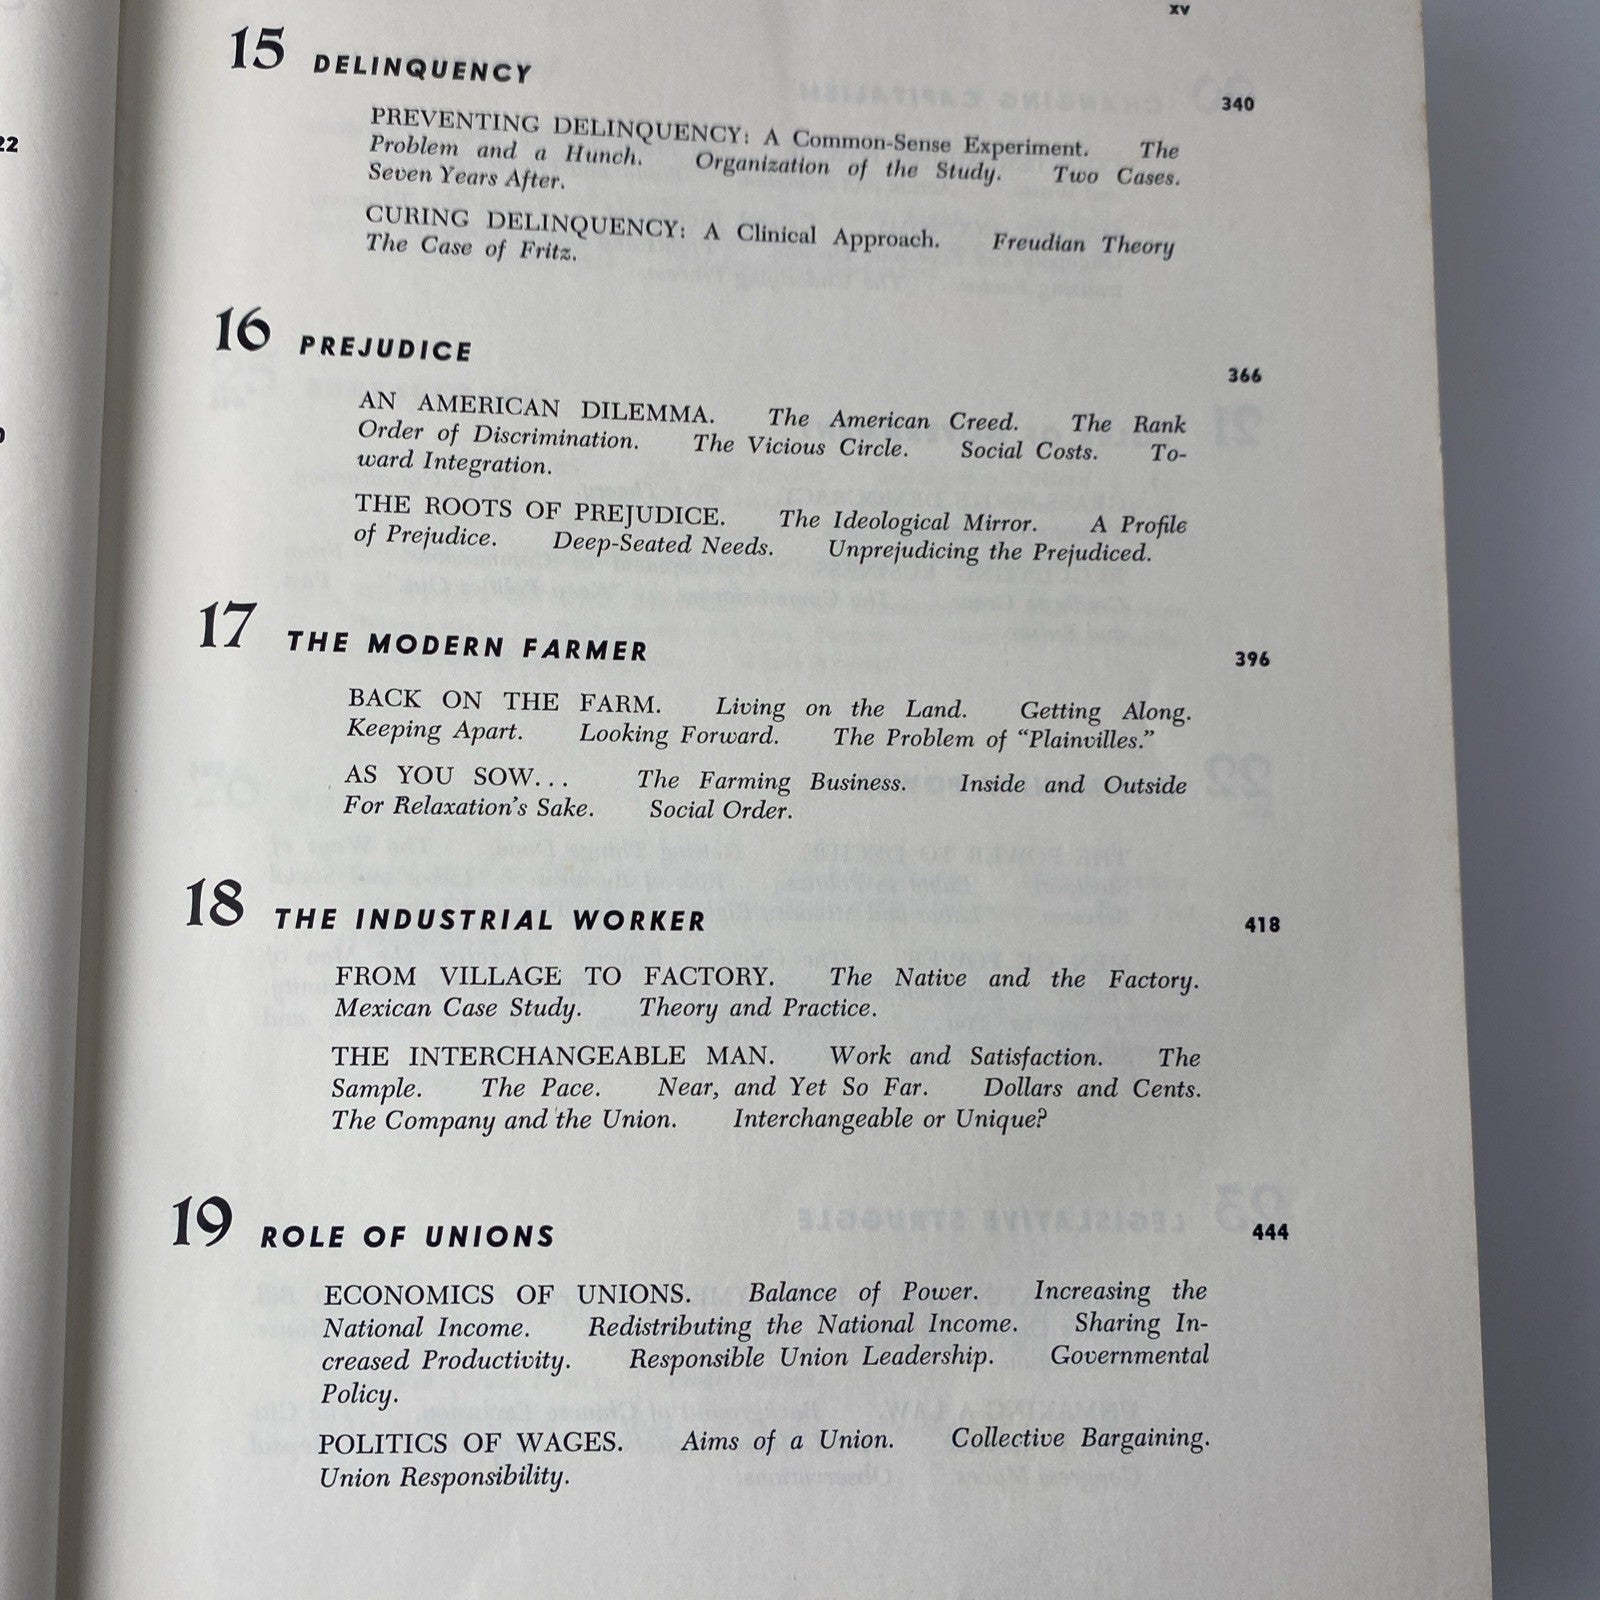 xv
15 DELINQUENCY 340
PREVENTING DELINQUENCY: A Common-Sense Experiment. The
Problem and a Hunch. Organization of the Study. Two Cases.
Seven Years After.
CURING DELINQUENCY: A Clinical Approach. Freudian Theory
The Case of Fritz.
16 PREJUDICE 366
AN AMERICAN DILEMMA. The American Creed. The Rank
Order of Discrimination. The Vicious Circle. Social Costs. To-
ward Integration.
THE ROOTS OF PREJUDICE. The Ideological Mirror. A Profile
of Prejudice. Deep-Seated Needs. Unprejudicing the Prejudiced.
17 THE MODERN FARMER 396
BACK ON THE FARM. Living on the Land. Getting Along.
Keeping Apart. Looking Forward. The Problem of “Plainvilles.”
AS YOU SOW... The Farming Business. Inside and Outside
For Relaxation's Sake. Social Order.
18 THE INDUSTRIAL WORKER 418
FROM VILLAGE TO FACTORY. The Native and the Factory.
Mexican Case Study. Theory and Practice.
THE INTERCHANGEABLE MAN. Work and Satisfaction. The
Sample. The Pace. Near, and Yet So Far. Dollars and Cents.
The Company and the Union. Interchangeable or Unique?
19 ROLE OF UNIONS 444
ECONOMICS OF UNIONS. Balance of Power. Increasing the
National Income. Redistributing the National Income. Sharing In-
creased Productivity. Responsible Union Leadership. Governmental
Policy.
POLITICS OF WAGES. Aims of a Union. Collective Bargaining.
Union Responsibility.